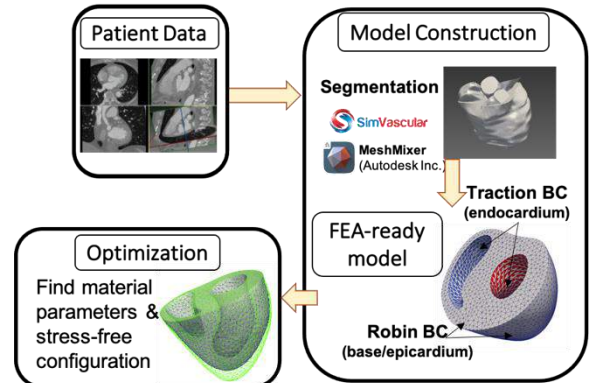 Patient Data
Model Construction
Segmentation
SimVascular
MeshMixer
(Autodesk Inc.)
Traction BC
(endocardium)
FEA-ready
model
Robin BC
(base/epicardium)
Optimization
Find material
parameters &
stress-free
configuration